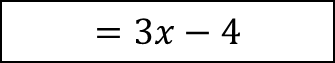 = 3x − 4